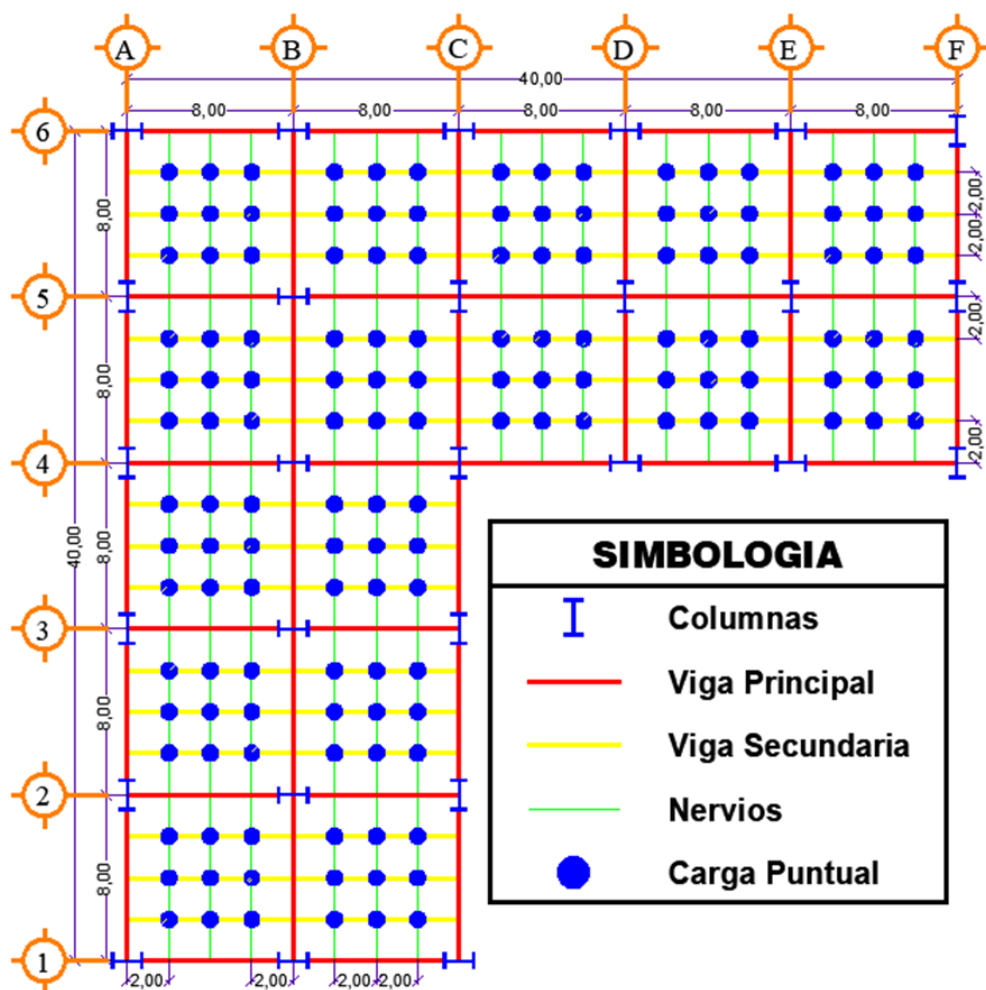 A B C D E F
40,00
8,00 8,00 8,00 8,00 8,00
6
8,00
2,00
2,00
5
2,00
8,00
4
2,00
40,00
8,00
3
8,00
2
8,00
1
2,00 2,00 2,00 2,00
SIMBOLOGIA
Columnas
Viga Principal
Viga Secundaria
Nervios
Carga Puntual